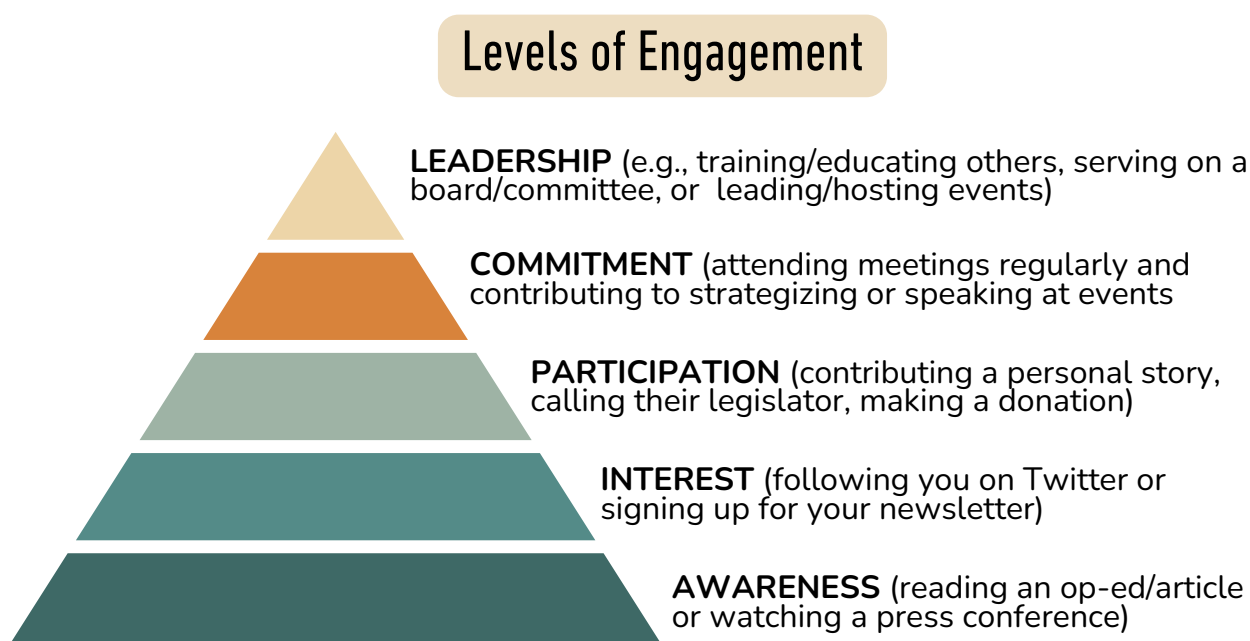 Levels of Engagement
LEADERSHIP (e.g., training/educating others, serving on a
board/committee, or  leading/hosting events)
COMMITMENT (attending meetings regularly and
contributing to strategizing or speaking at events
PARTICIPATION (contributing a personal story,
calling their legislator, making a donation)
INTEREST (following you on Twitter or
signing up for your newsletter)
AWARENESS (reading an op-ed/article
or watching a press conference)